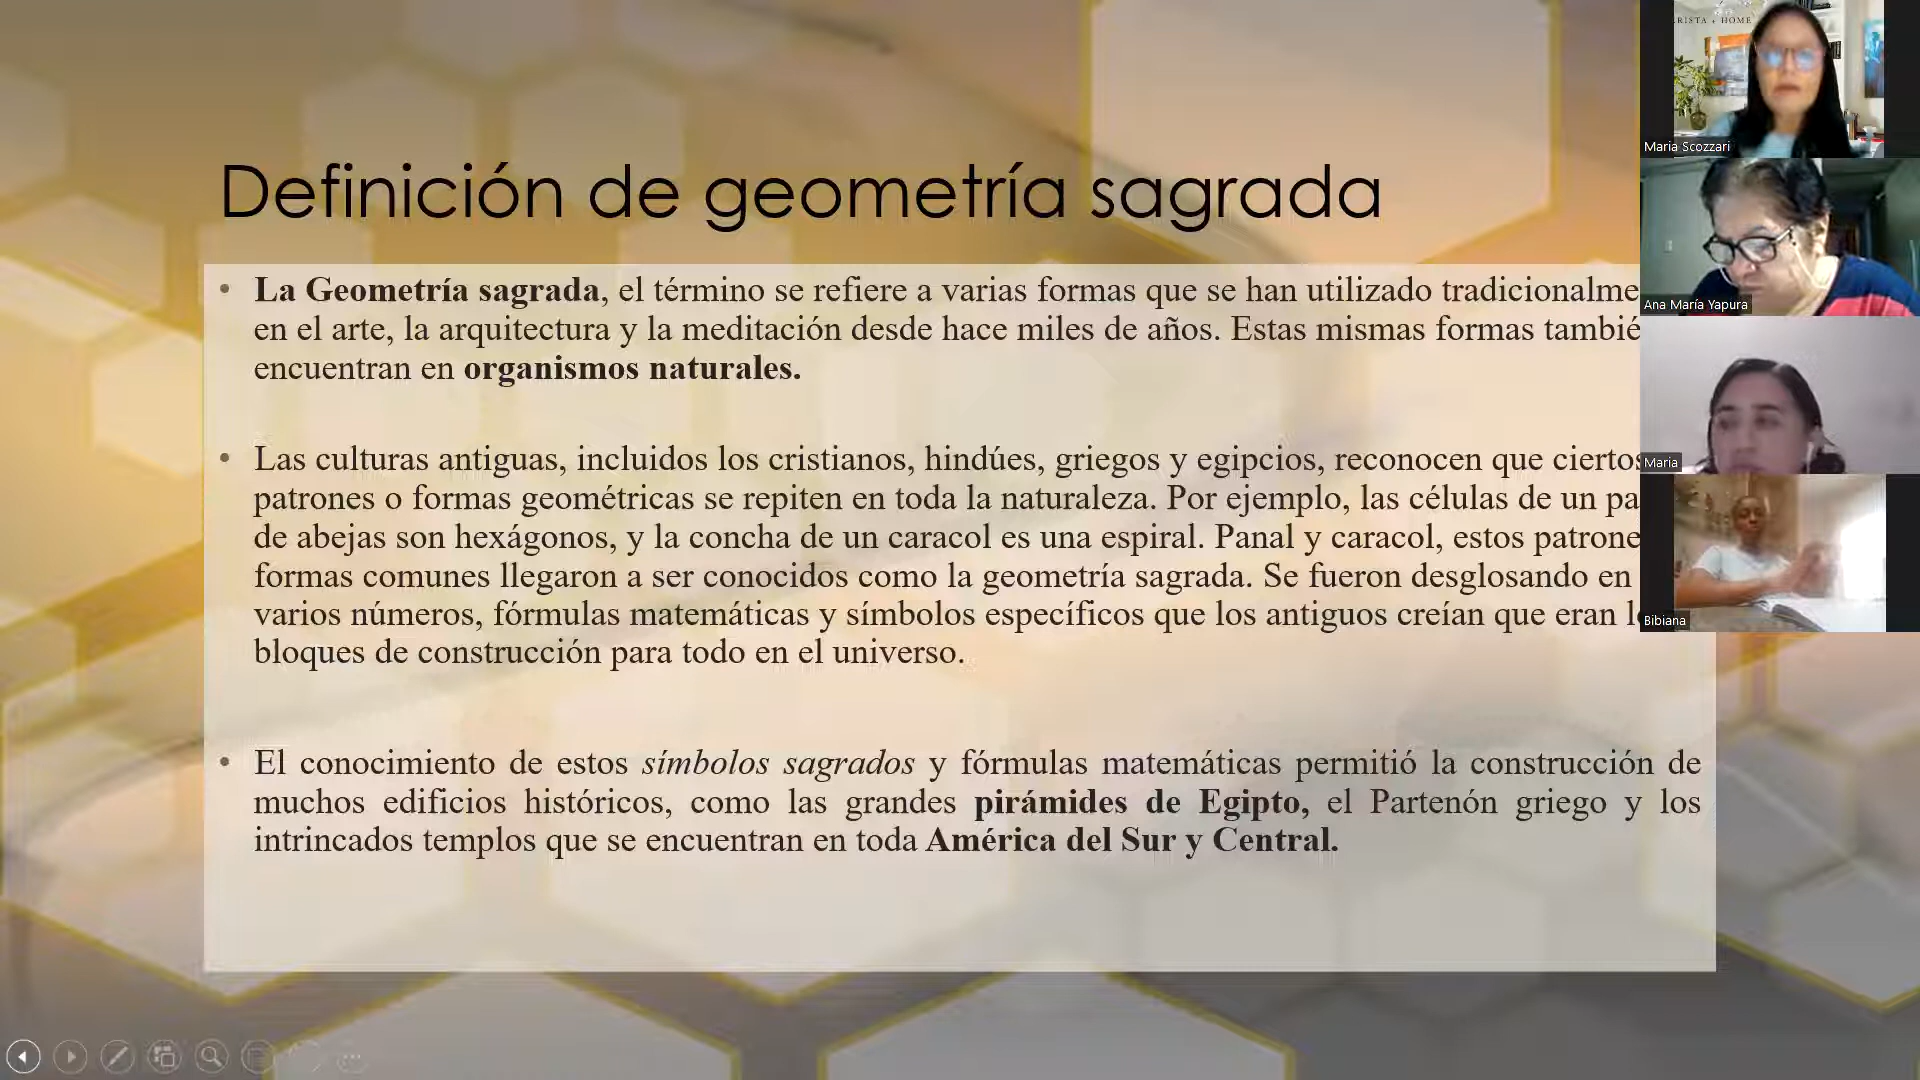 Definición de geometría sagrada
• La Geometría sagrada, el término se refiere a varias formas que se han utilizado tradicionalme
en el arte, la arquitectura y la meditación desde hace miles de años. Estas mismas formas tambié
encuentran en organismos naturales.
• Las culturas antiguas, incluidos los cristianos, hindúes, griegos y egipcios, reconocen que ciertos
patrones o formas geométricas se repiten en toda la naturaleza. Por ejemplo, las células de un pa
de abejas son hexágonos, y la concha de un caracol es una espiral. Panal y caracol, estos patrone
formas comunes llegaron a ser conocidos como la geometría sagrada. Se fueron desglosando en
varios números, fórmulas matemáticas y símbolos específicos que los antiguos creían que eran l
bloques de construcción para todo en el universo.
• El conocimiento de estos símbolos sagrados y fórmulas matemáticas permitió la construcción de
muchos edificios históricos, como las grandes pirámides de Egipto, el Partenón griego y los
intrincados templos que se encuentran en toda América del Sur y Central.
HOME
Maria Scozzari
Ana María Yapura
Maria
Bibiana